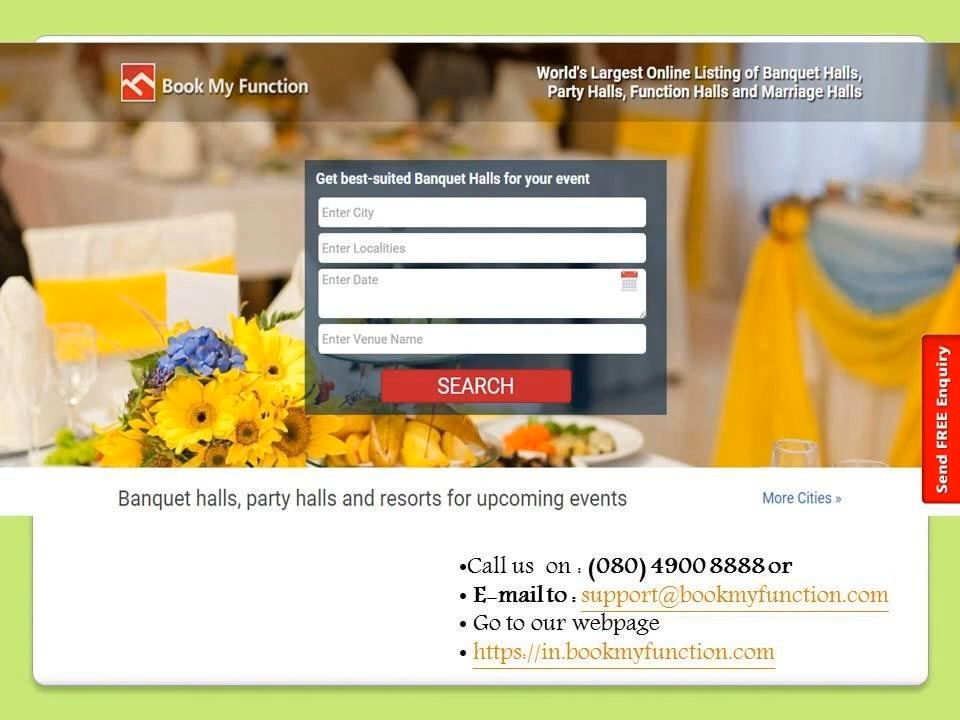 Book My Function
World's Largest Online Listing of Banquet Halls,
Party Halls, Function Halls and Marriage Halls
Get best-suited Banquet Halls for your event
Enter City
Enter Localities
Enter Date
Enter Venue Name
SEARCH
Send FREE Enquiry
Banquet halls, party halls and resorts for upcoming events
More Cities »
•Call us on : (080) 4900 8888 or
• E-mail to : support@bookmyfunction.com
• Go to our webpage
• https://in.bookmyfunction.com